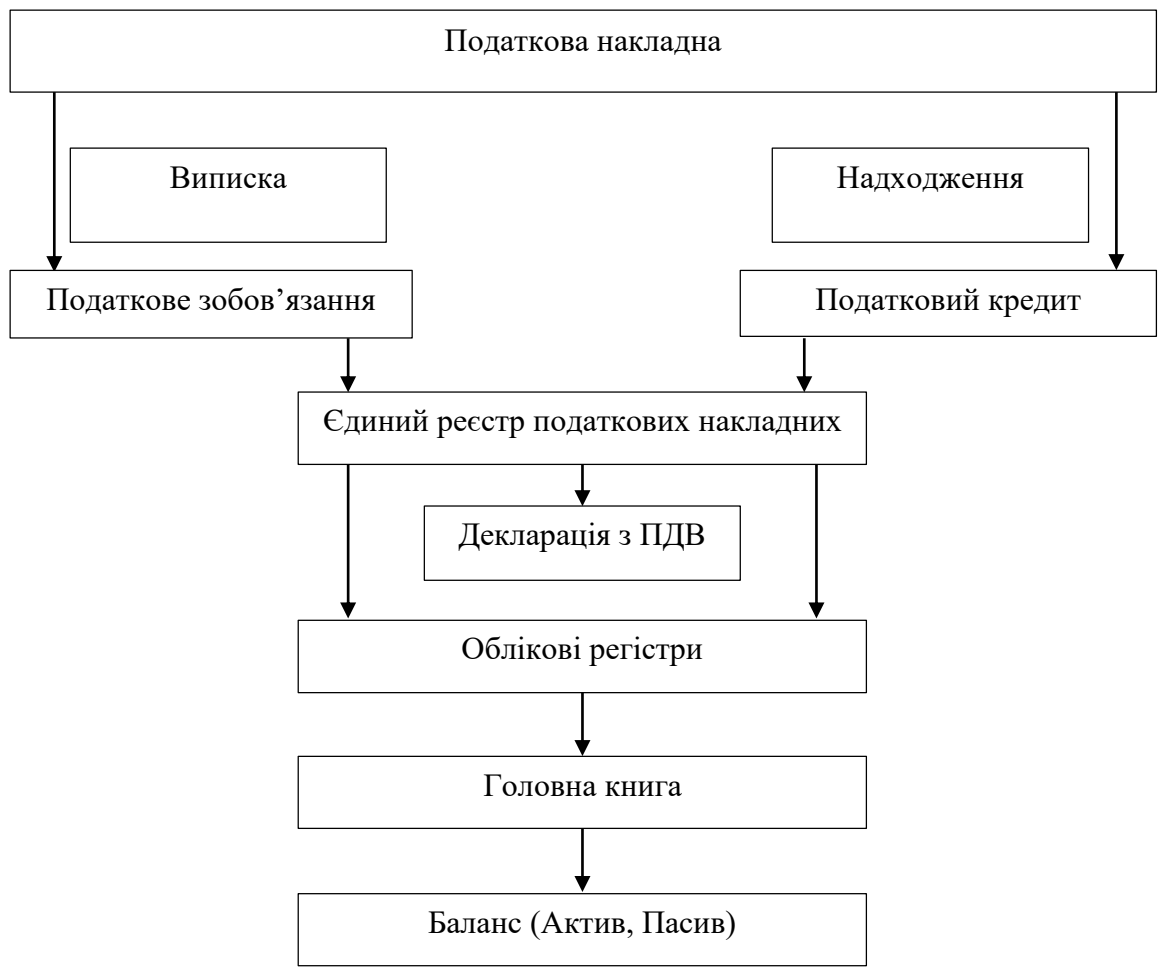 Податкова накладна
Виписка
Надходження
Податкове зобов’язання
Податковий кредит
Єдиний реєстр податкових накладних
Декларація з ПДВ
Облікові регістри
Головна книга
Баланс (Актив, Пасив)